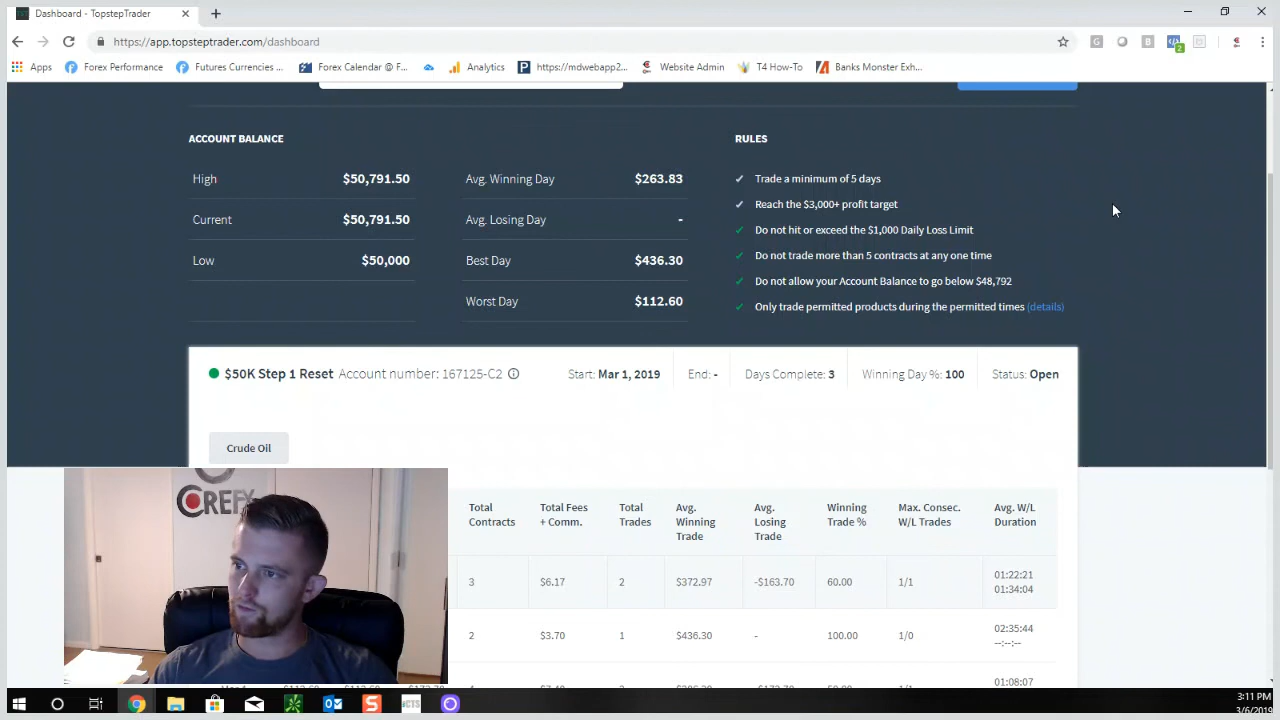 Dashboard - TopstepTrader
https://app.topsteptrader.com/dashboard
Apps Forex Performance Futures Currencies ... Forex Calendar @ F... Analytics https://mdwebapp2... Website Admin T4 How-To Banks Monster Exh...
ACCOUNT BALANCE RULES
High $50,791.50 Avg. Winning Day $263.83 Trade a minimum of 5 days
Reach the $3,000+ profit target
Current $50,791.50 Avg. Losing Day - Do not hit or exceed the $1,000 Daily Loss Limit
Do not trade more than 5 contracts at any one time
Low $50,000 Best Day $436.30 Do not allow your Account Balance to go below $48,792
Worst Day $112.60 Only trade permitted products during the permitted times (details)
$50K Step 1 Reset Account number: 167125-C2 Start: Mar 1, 2019 End: - Days Complete: 3 Winning Day %: 100 Status: Open
Crude Oil
COREFX
Total Contracts Total Fees + Comm. Total Trades Avg. Winning Trade Avg. Losing Trade Winning Trade % Max. Consec. W/L Trades Avg. W/L Duration
3 $6.17 2 $372.97 -$163.70 60.00 1/1 01:22:21
01:34:04
2 $3.70 1 $436.30 - 100.00 1/0 02:35:44
--:--:--
01:08:07
3:11 PM
3/6/2019